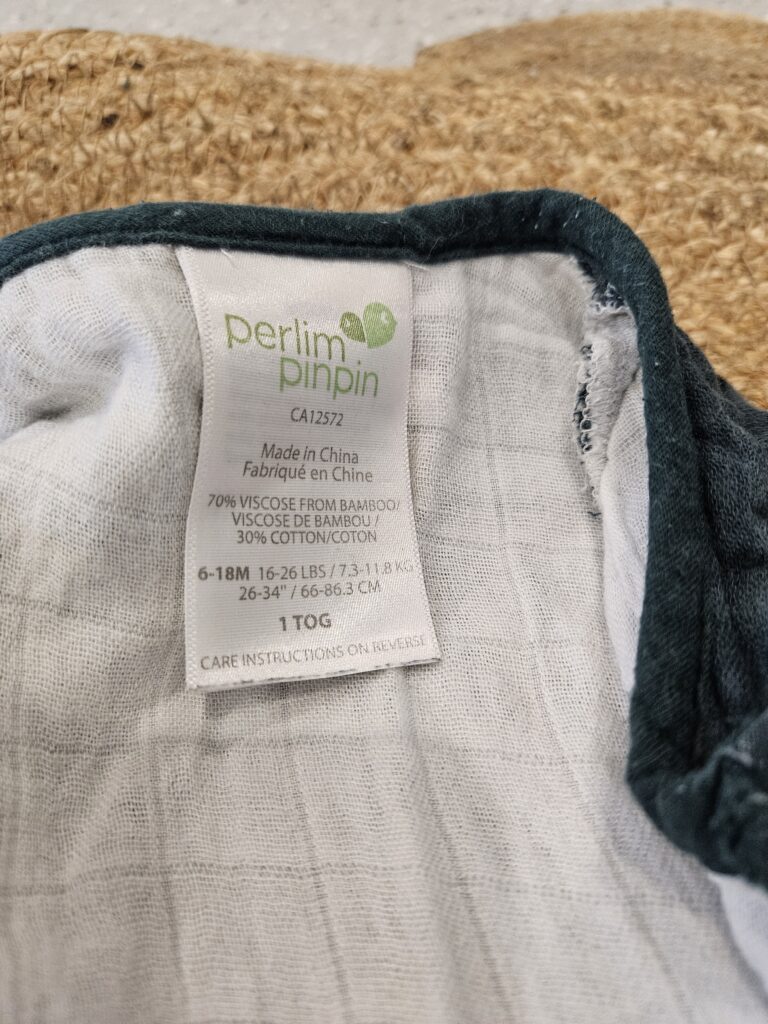 perlim
pinpin
CA12572
Made in China
Fabriqué en Chine
70% VISCOSE FROM BAMBOO/
VISCOSE DE BAMBOU /
30% COTTON/COTON
6-18M 16-26 LBS / 7.3-11.8 KG
26-34" / 66-86.3 CM
1 TOG
CARE INSTRUCTIONS ON REVERSE